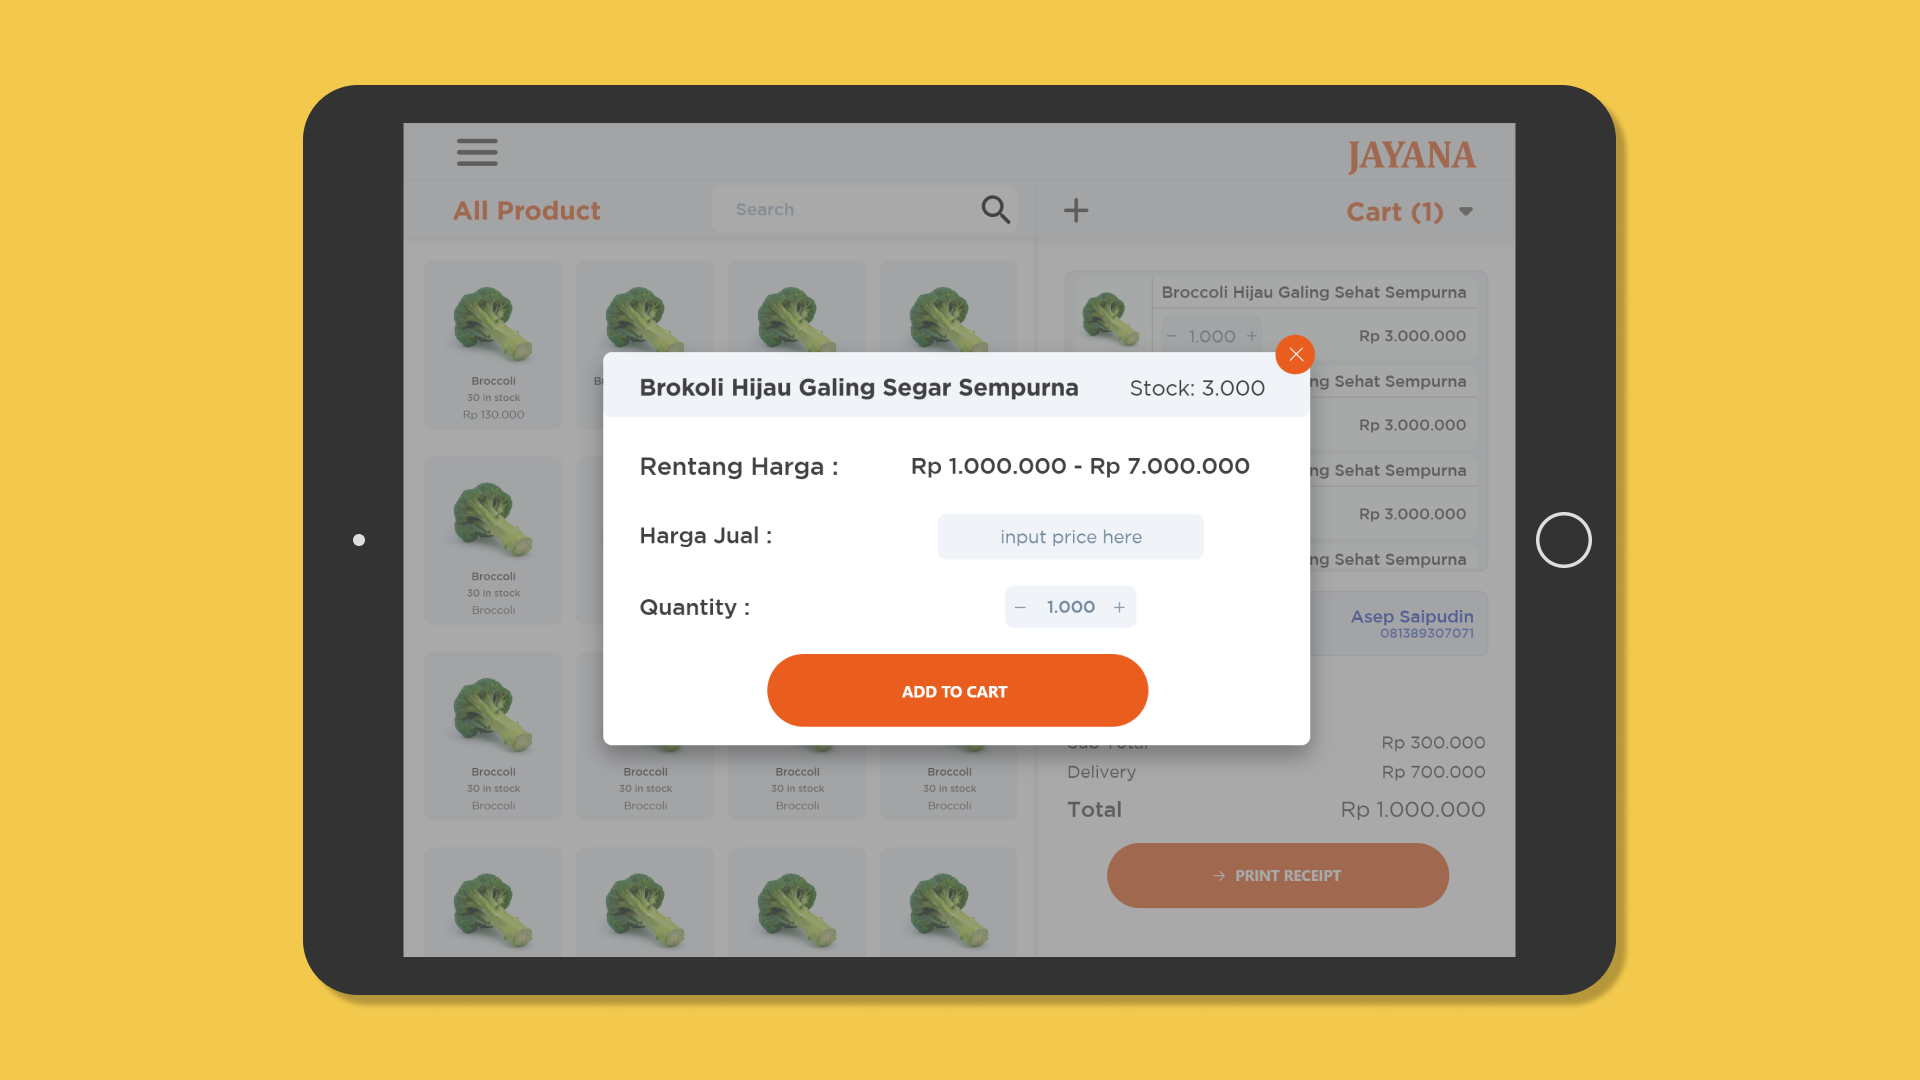 JAYANA
All Product
Search
Cart (1)
Broccoli
30 in stock
Rp 130.000
Broccoli
30 in stock
Broccoli
Broccoli
30 in stock
Broccoli
Broccoli
30 in stock
Broccoli
Broccoli
30 in stock
Broccoli
Broccoli
30 in stock
Broccoli
Brokoli Hijau Galing Segar Sempurna
Stock: 3.000
Rentang Harga :
Rp 1.000.000 - Rp 7.000.000
Harga Jual :
input price here
Quantity :
− 1.000 +
ADD TO CART
Broccoli Hijau Galing Sehat Sempurna
− 1.000 +
Rp 3.000.000
Sehat Sempurna
Rp 3.000.000
Sehat Sempurna
Rp 3.000.000
Sehat Sempurna
Asep Saipudin
081389307071
Sub Total
Rp 300.000
Delivery
Rp 700.000
Total
Rp 1.000.000
→ PRINT RECEIPT